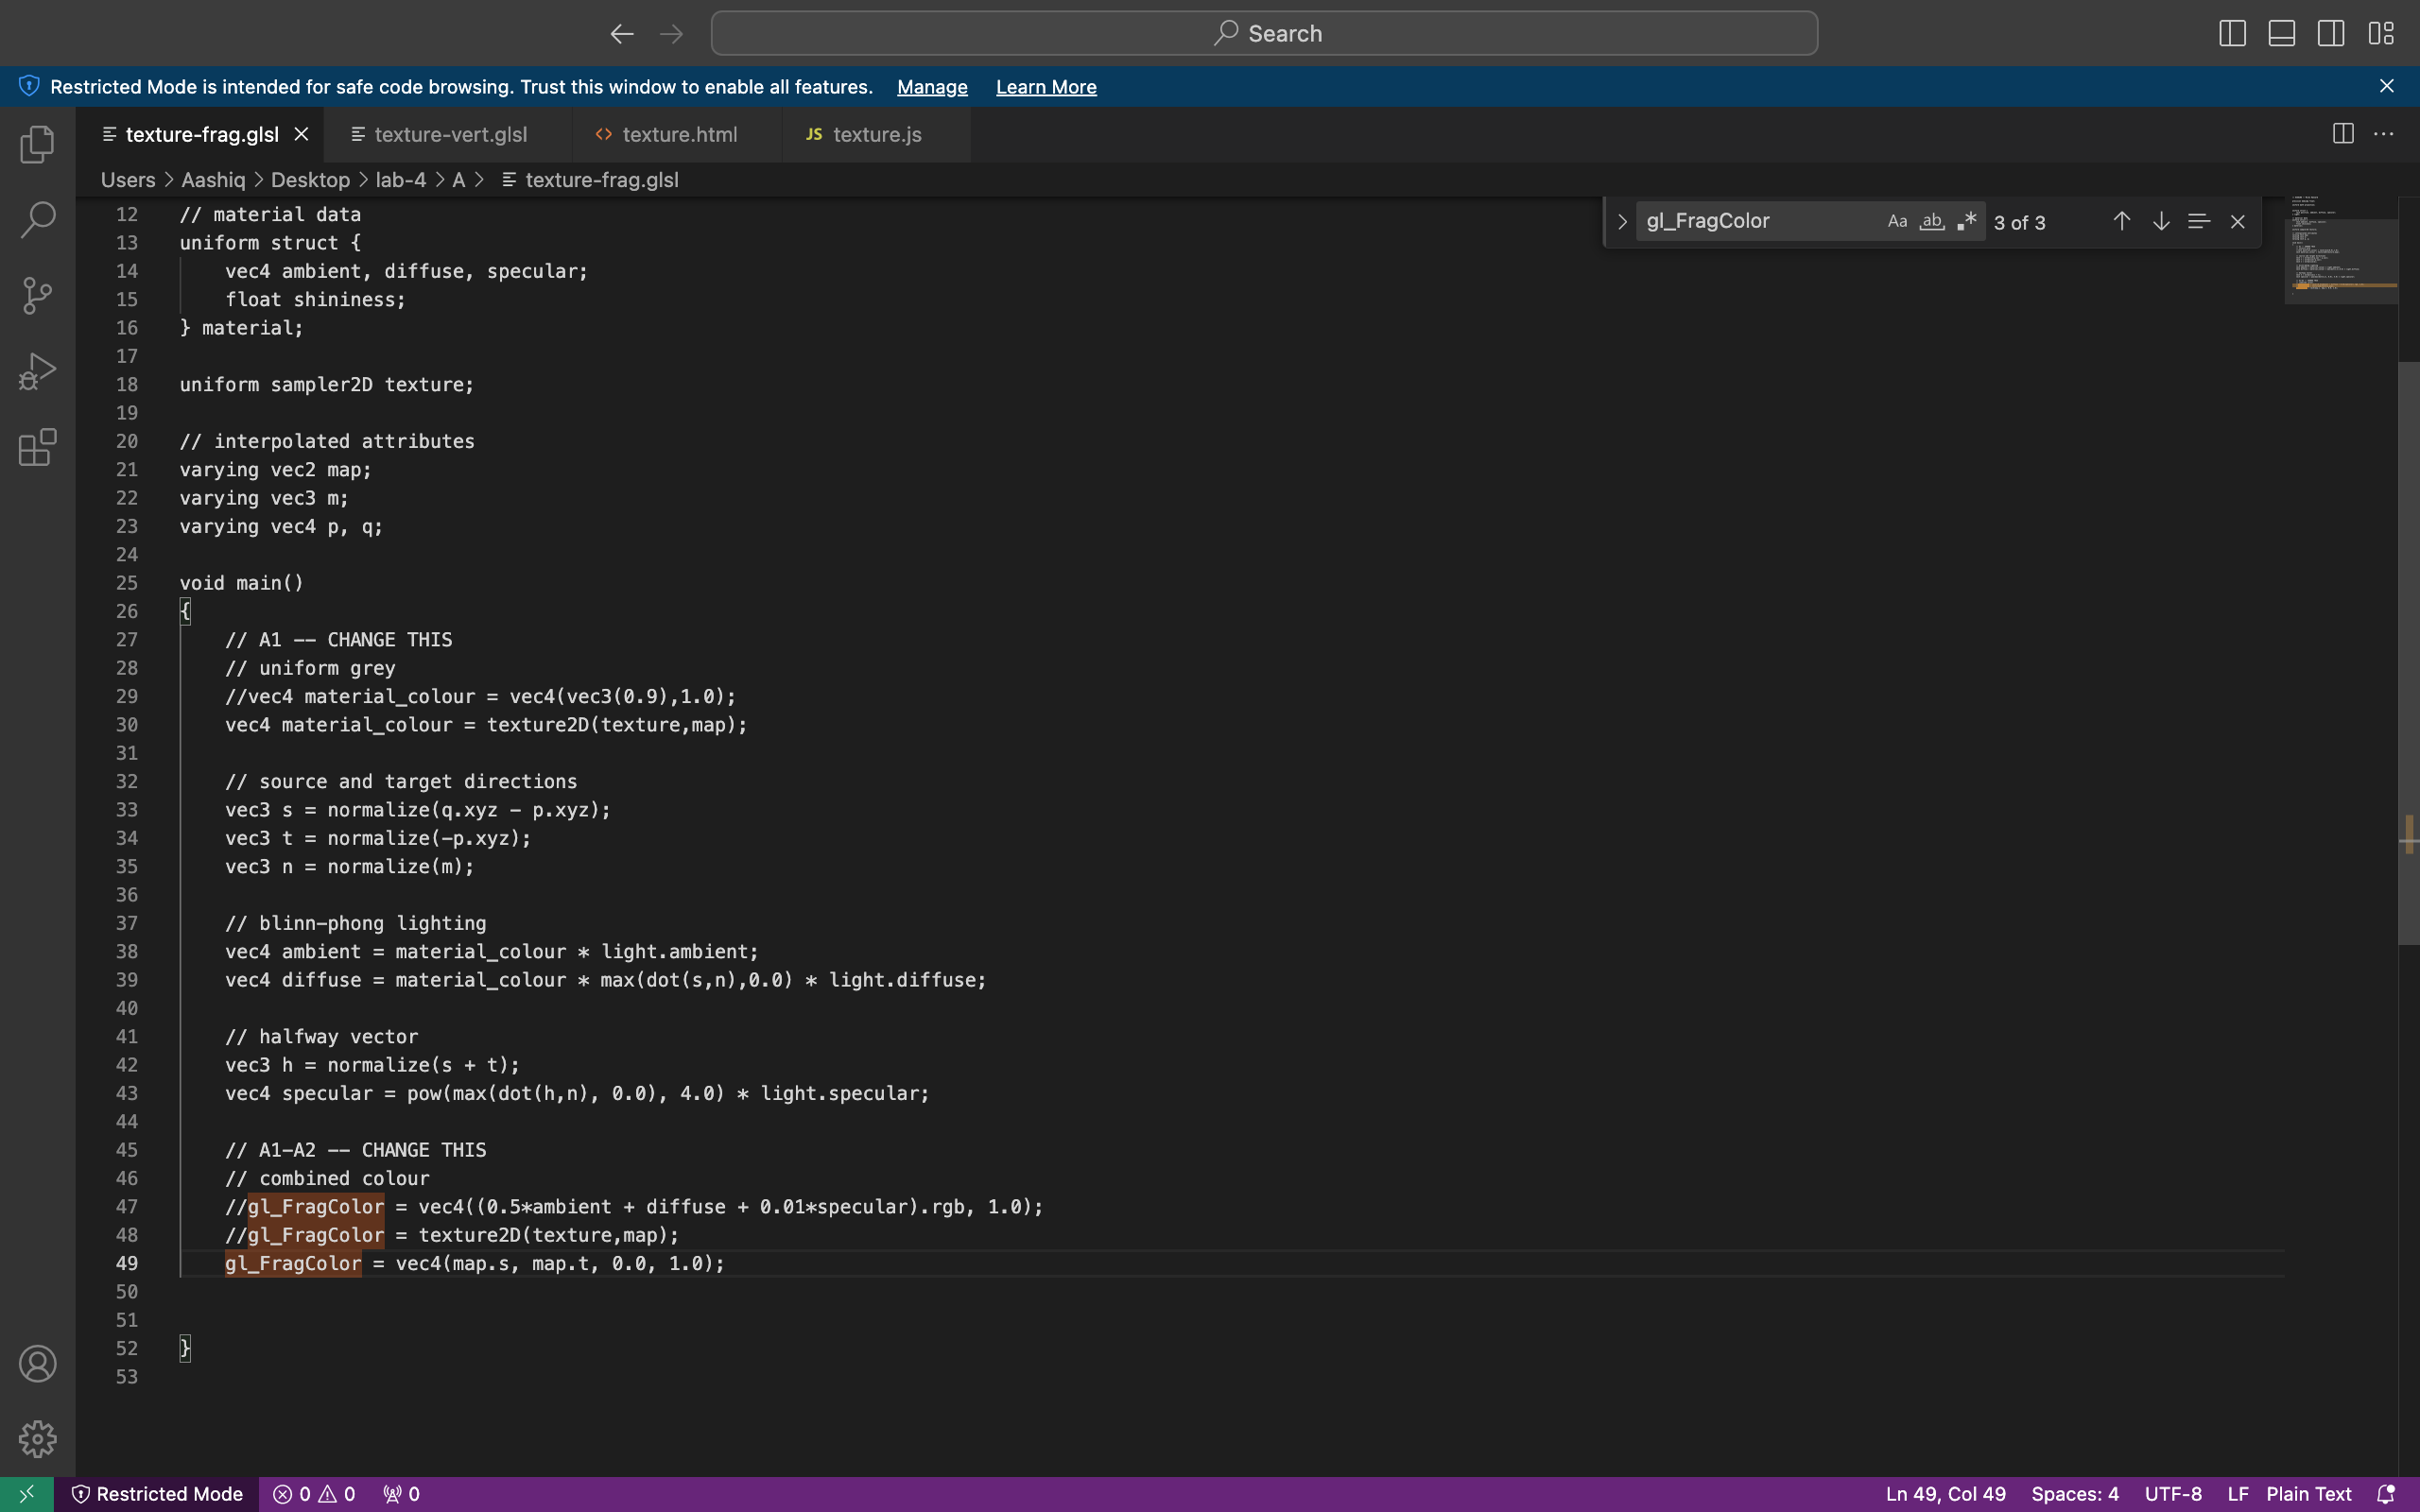 Search
Restricted Mode is intended for safe code browsing. Trust this window to enable all features. Manage Learn More
texture-frag.glsl texture-vert.glsl texture.html JS texture.js
Users > Aashiq > Desktop > lab-4 > A > texture-frag.glsl
gl_FragColor Aa ab .* 3 of 3
12 // material data
13 uniform struct {
14     vec4 ambient, diffuse, specular;
15     float shininess;
16 } material;
17
18 uniform sampler2D texture;
19
20 // interpolated attributes
21 varying vec2 map;
22 varying vec3 m;
23 varying vec4 p, q;
24
25 void main()
26 {
27     // A1 -- CHANGE THIS
28     // uniform grey
29     //vec4 material_colour = vec4(vec3(0.9),1.0);
30     vec4 material_colour = texture2D(texture,map);
31
32     // source and target directions
33     vec3 s = normalize(q.xyz - p.xyz);
34     vec3 t = normalize(-p.xyz);
35     vec3 n = normalize(m);
36
37     // blinn-phong lighting
38     vec4 ambient = material_colour * light.ambient;
39     vec4 diffuse = material_colour * max(dot(s,n),0.0) * light.diffuse;
40
41     // halfway vector
42     vec3 h = normalize(s + t);
43     vec4 specular = pow(max(dot(h,n), 0.0), 4.0) * light.specular;
44
45     // A1-A2 -- CHANGE THIS
46     // combined colour
47     //gl_FragColor = vec4((0.5*ambient + diffuse + 0.01*specular).rgb, 1.0);
48     //gl_FragColor = texture2D(texture,map);
49     gl_FragColor = vec4(map.s, map.t, 0.0, 1.0);
50
51
52 }
53
Restricted Mode 0 0 0 Ln 49, Col 49 Spaces: 4 UTF-8 LF Plain Text